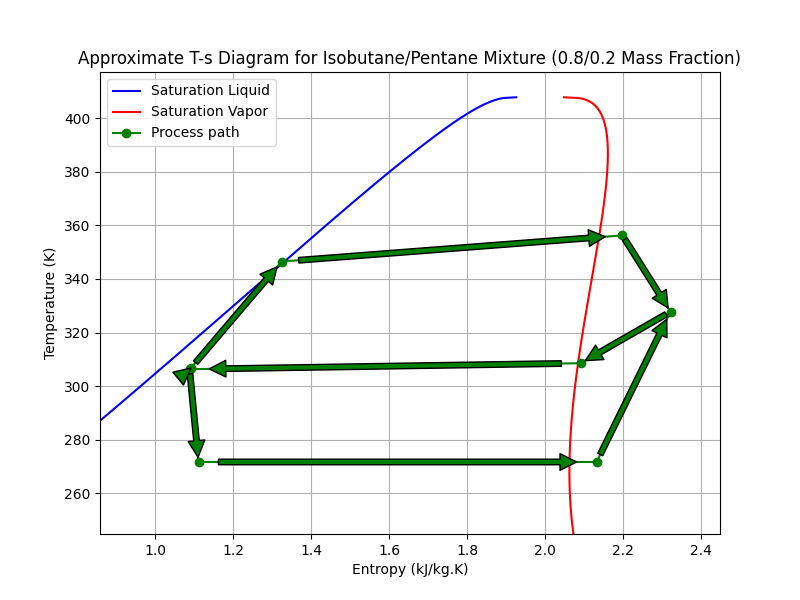 Approximate T-s Diagram for Isobutane/Pentane Mixture (0.8/0.2 Mass Fraction)
Saturation Liquid
Saturation Vapor
Process path
400
380
360
340
320
300
280
260
Temperature (K)
1.0 1.2 1.4 1.6 1.8 2.0 2.2 2.4
Entropy (kJ/kg.K)